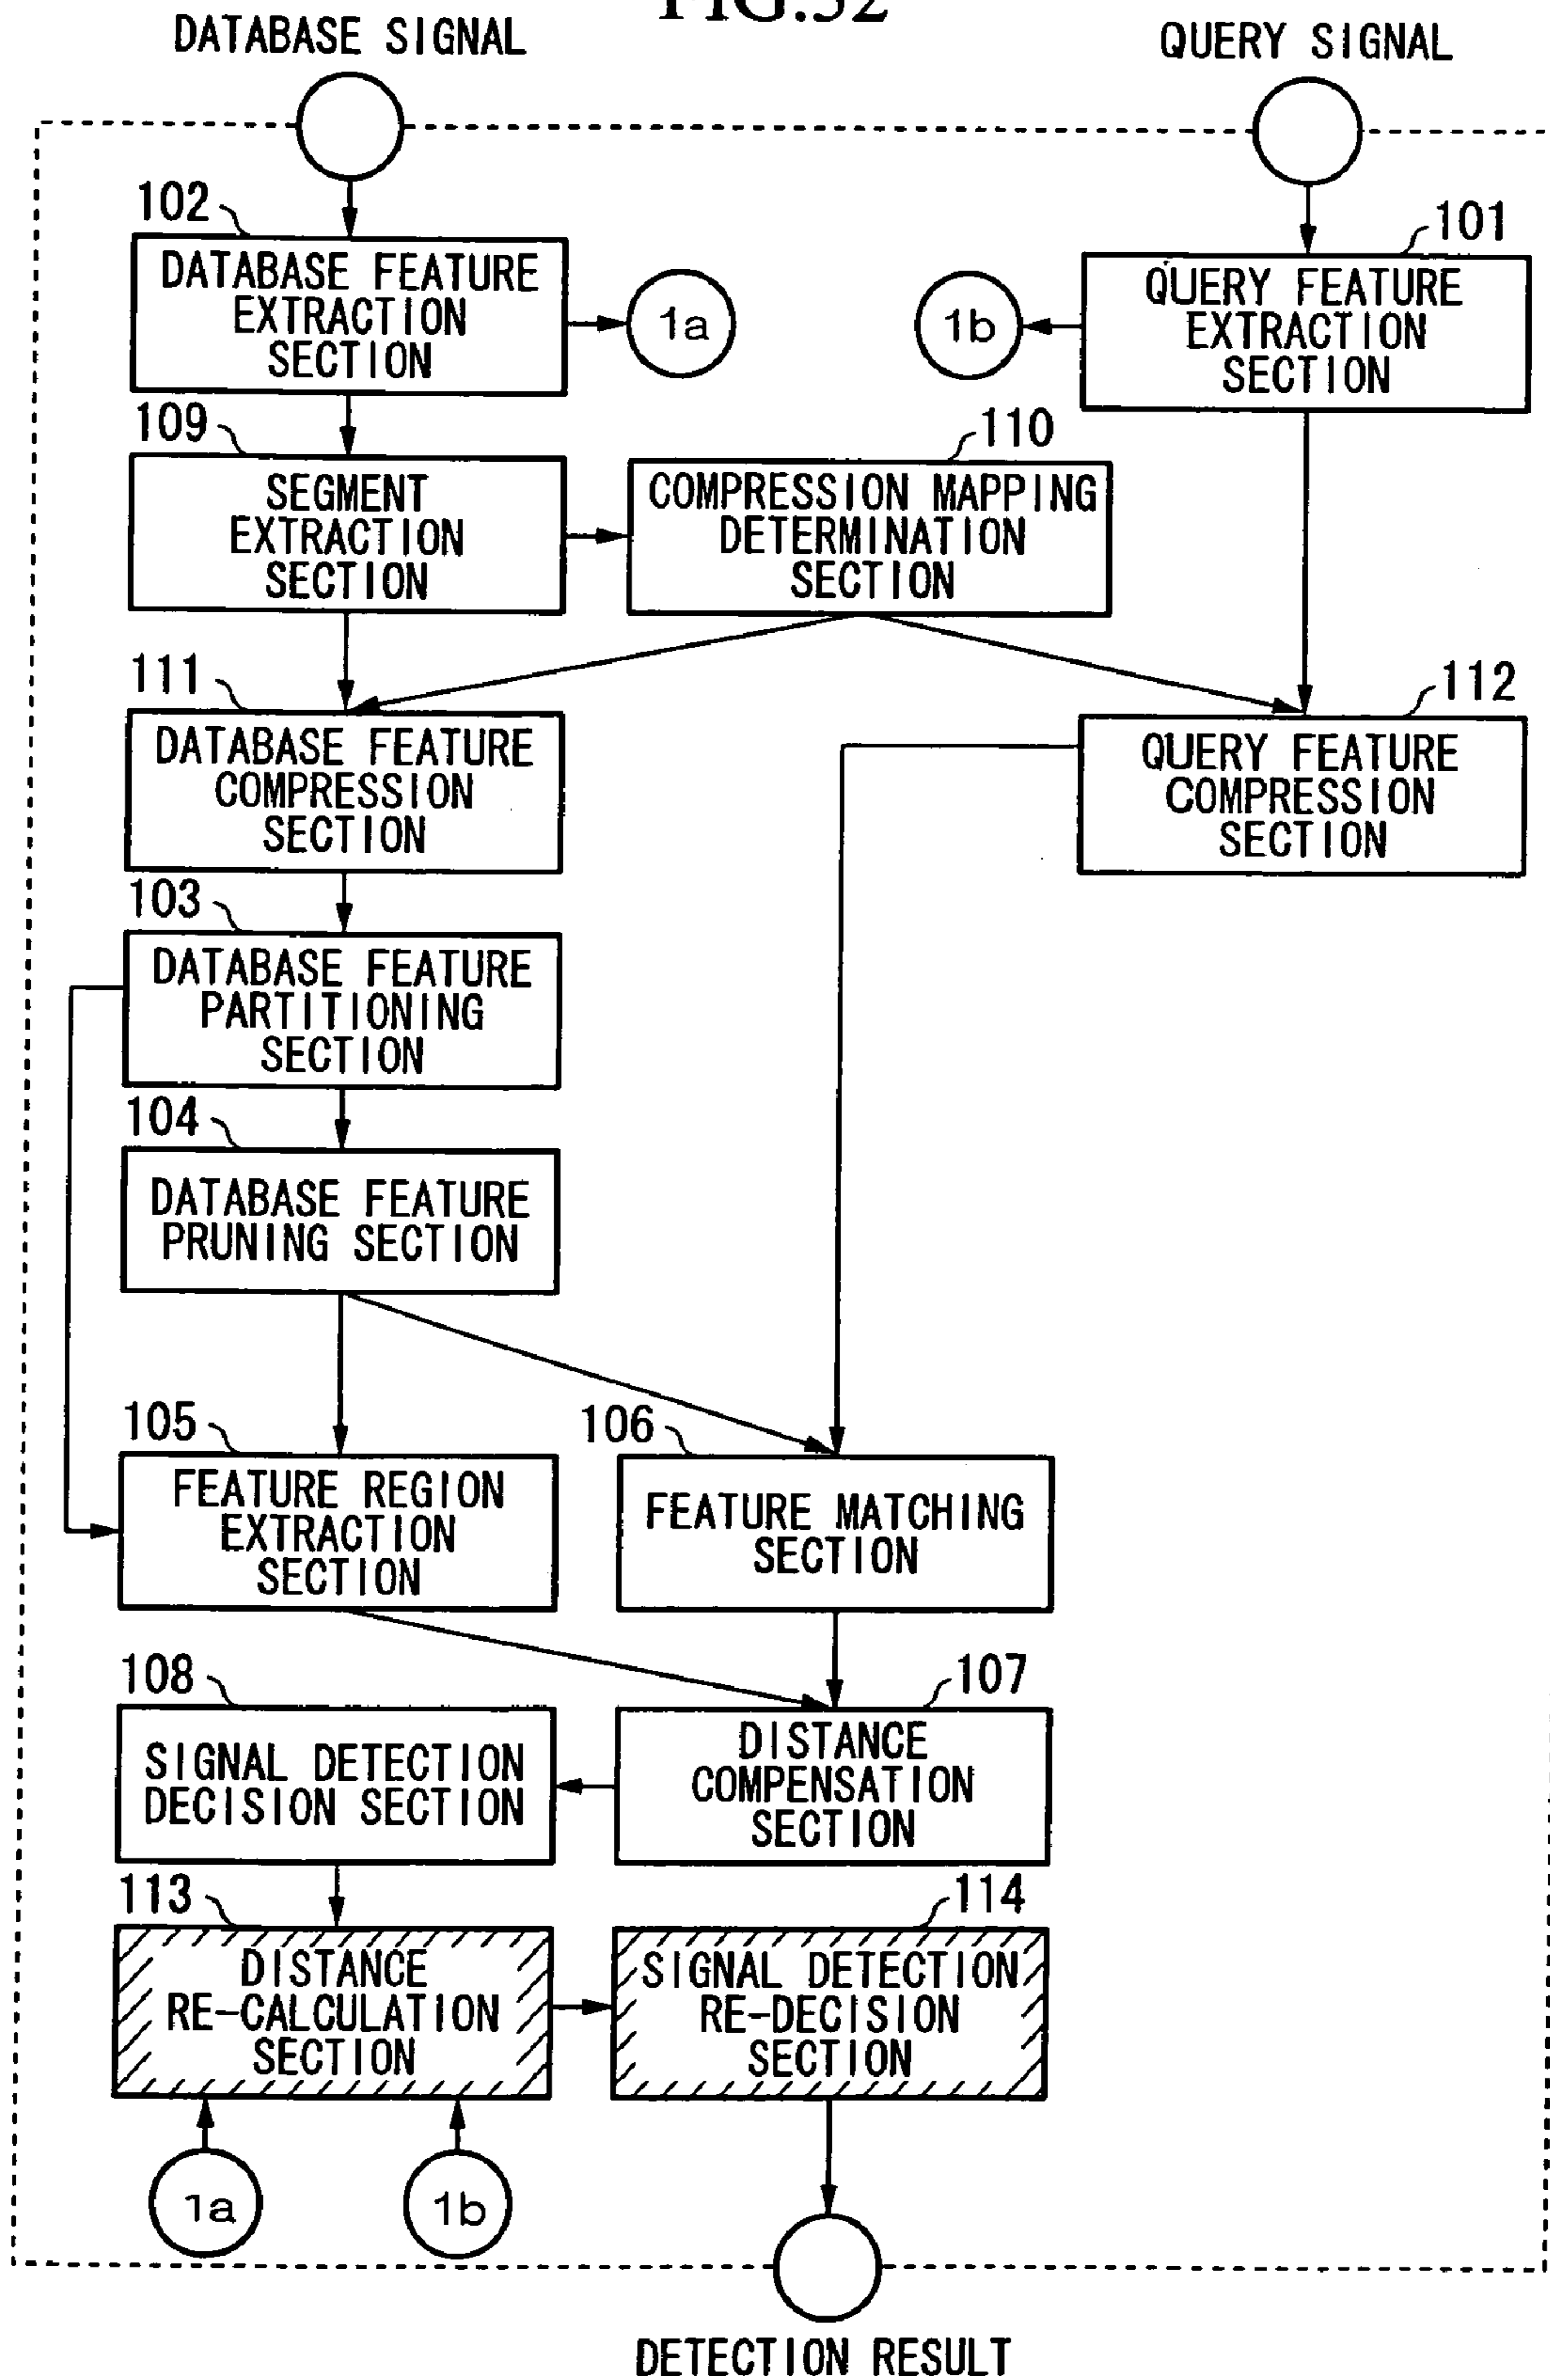 FIG.32
DATABASE SIGNAL
QUERY SIGNAL
102
101
DATABASE FEATURE
EXTRACTION
SECTION
1a
1b
QUERY FEATURE
EXTRACTION
SECTION
109
110
SEGMENT
EXTRACTION
SECTION
COMPRESSION MAPPING
DETERMINATION
SECTION
111
112
DATABASE FEATURE
COMPRESSION
SECTION
QUERY FEATURE
COMPRESSION
SECTION
103
DATABASE FEATURE
PARTITIONING
SECTION
104
DATABASE FEATURE
PRUNING SECTION
105
106
FEATURE REGION
EXTRACTION
SECTION
FEATURE MATCHING
SECTION
108
107
SIGNAL DETECTION
DECISION SECTION
DISTANCE
COMPENSATION
SECTION
113
114
DISTANCE
RE-CALCULATION
SECTION
SIGNAL DETECTION
RE-DECISION
SECTION
1a
1b
DETECTION RESULT